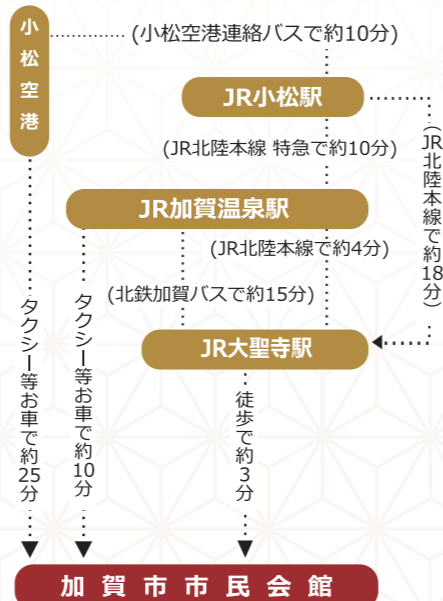 小松空港
(小松空港連絡バスで約10分)
JR小松駅
(JR北陸本線 特急で約10分)
(JR北陸本線で約18分)
JR加賀温泉駅
(JR北陸本線で約4分)
(北鉄加賀バスで約15分)
JR大聖寺駅
タクシー等お車で約25分
タクシー等お車で約10分
徒歩で約3分
加賀市市民会館